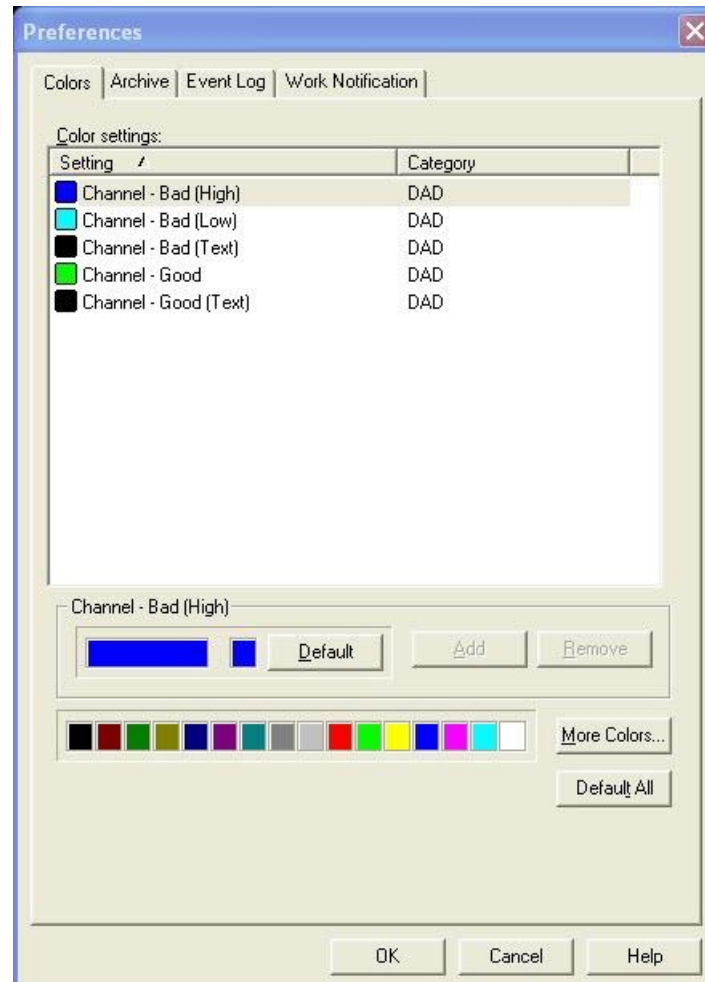 Preferences
Colors Archive Event Log Work Notification
Color settings:
Setting Category
Channel - Bad (High) DAD
Channel - Bad (Low) DAD
Channel - Bad (Text) DAD
Channel - Good DAD
Channel - Good (Text) DAD
Channel - Bad (High)
Default Add Remove
More Colors...
Default All
OK Cancel Help